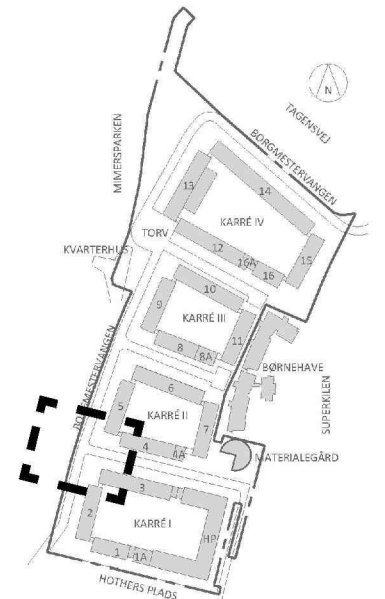 N
TAGENSVEJ
BORGMESTERVANGEN
MIMERSPARKEN
14
13
KARRÉ IV
TORV
12
15
16A
16
KVARTERHUS
10
9
KARRÉ III
11
8
8A
BORGMESTERVANGEN
BØRNEHAVE
6
SUPERKILEN
5
KARRÉ II
7
4
4A
MATERIALEGÅRD
3
2
KARRÉ I
HP
1
1A
HOTHERS PLADS